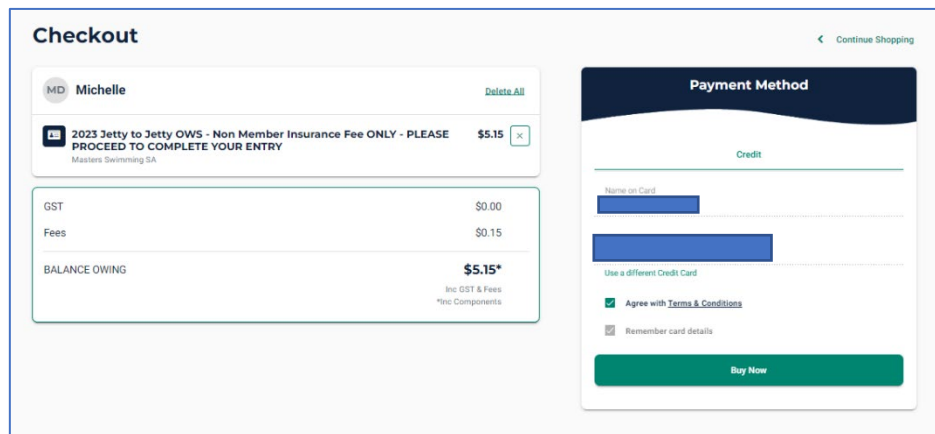 Checkout
Continue Shopping
MD Michelle
Delete All
2023 Jetty to Jetty OWS - Non Member Insurance Fee ONLY - PLEASE
PROCEED TO COMPLETE YOUR ENTRY
$5.15
Masters Swimming SA
GST $0.00
Fees $0.15
BALANCE OWING $5.15*
Inc GST & Fees
*Inc Components
Payment Method
Credit
Name on Card
Use a different Credit Card
Agree with Terms & Conditions
Remember card details
Buy Now